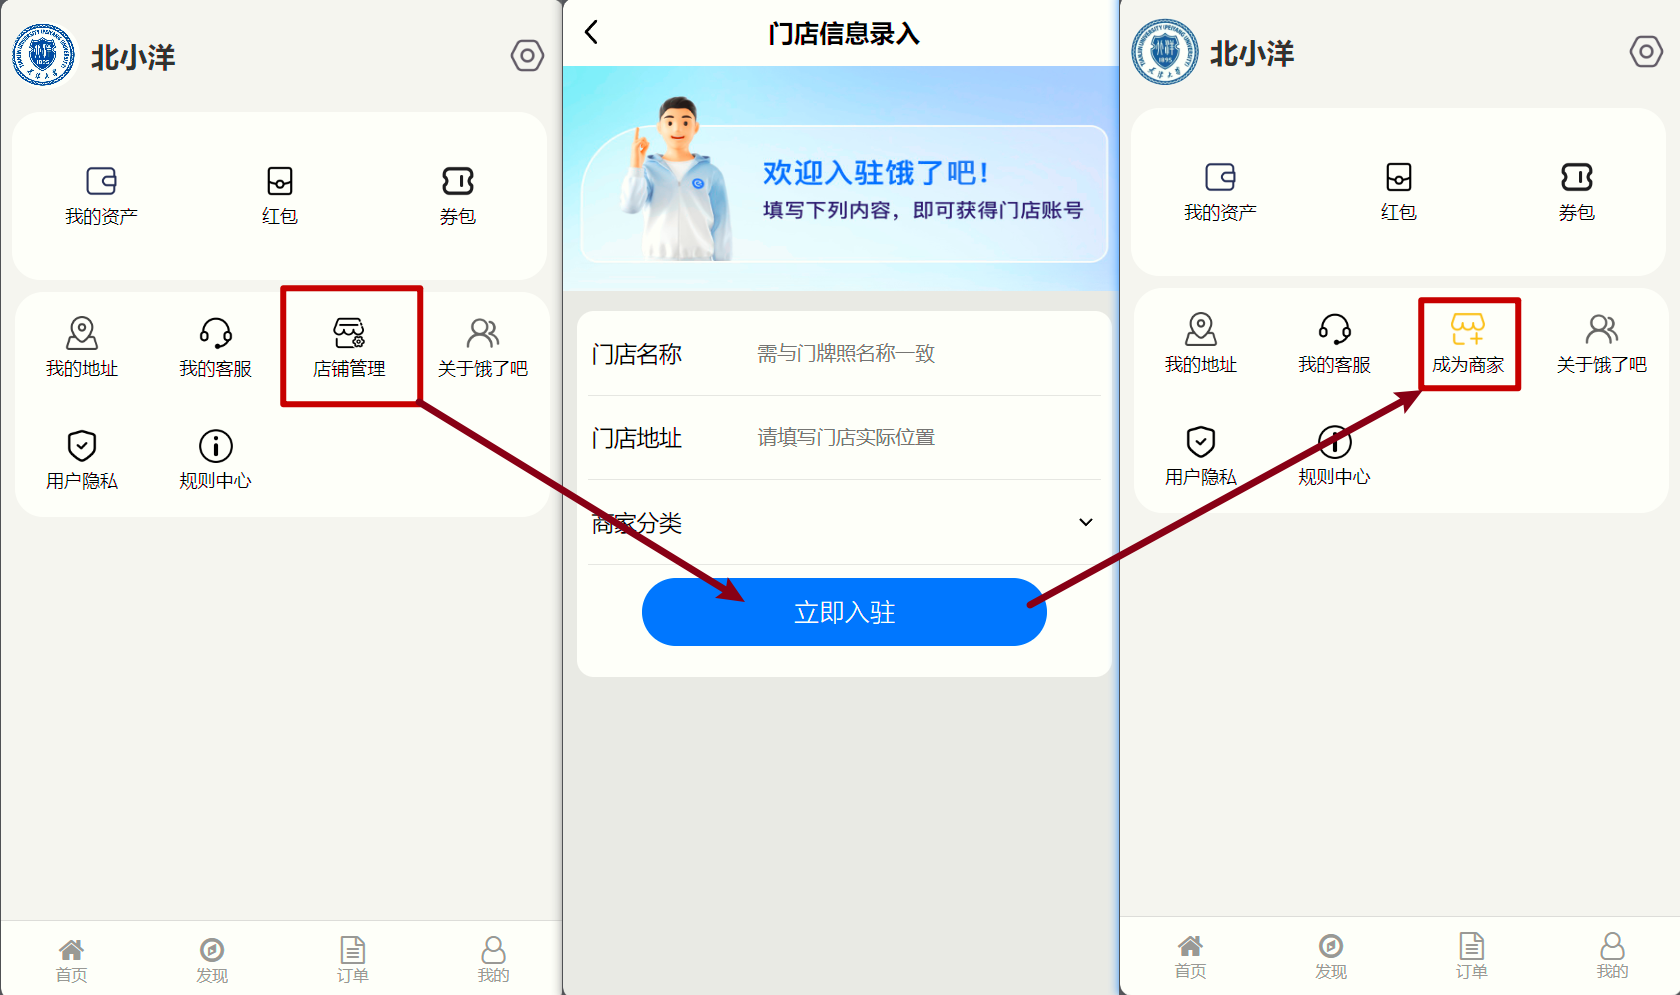 北小洋
我的资产
红包
券包
我的地址
我的客服
店铺管理
关于饿了吧
用户隐私
规则中心
首页
发现
订单
我的
门店信息录入
欢迎入驻饿了吧！
填写下列内容，即可获得门店账号
门店名称
需与门牌照名称一致
门店地址
请填写门店实际位置
商家分类
立即入驻
北小洋
我的资产
红包
券包
我的地址
我的客服
成为商家
关于饿了吧
用户隐私
规则中心
首页
发现
订单
我的